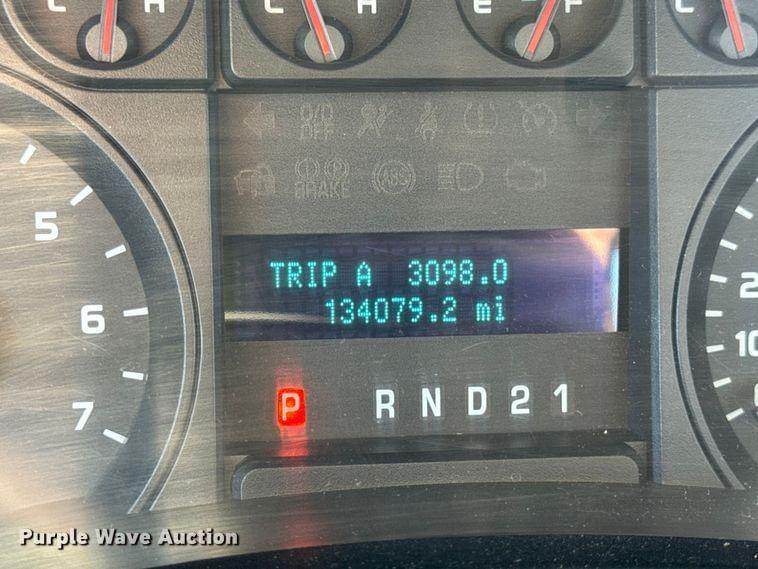 C H C H E F C
O/D
OFF
BRAKE ABS
5
6
7
TRIP A 3098.0
134079.2 mi
P R N D 2 1
2
10
Purple Wave Auction